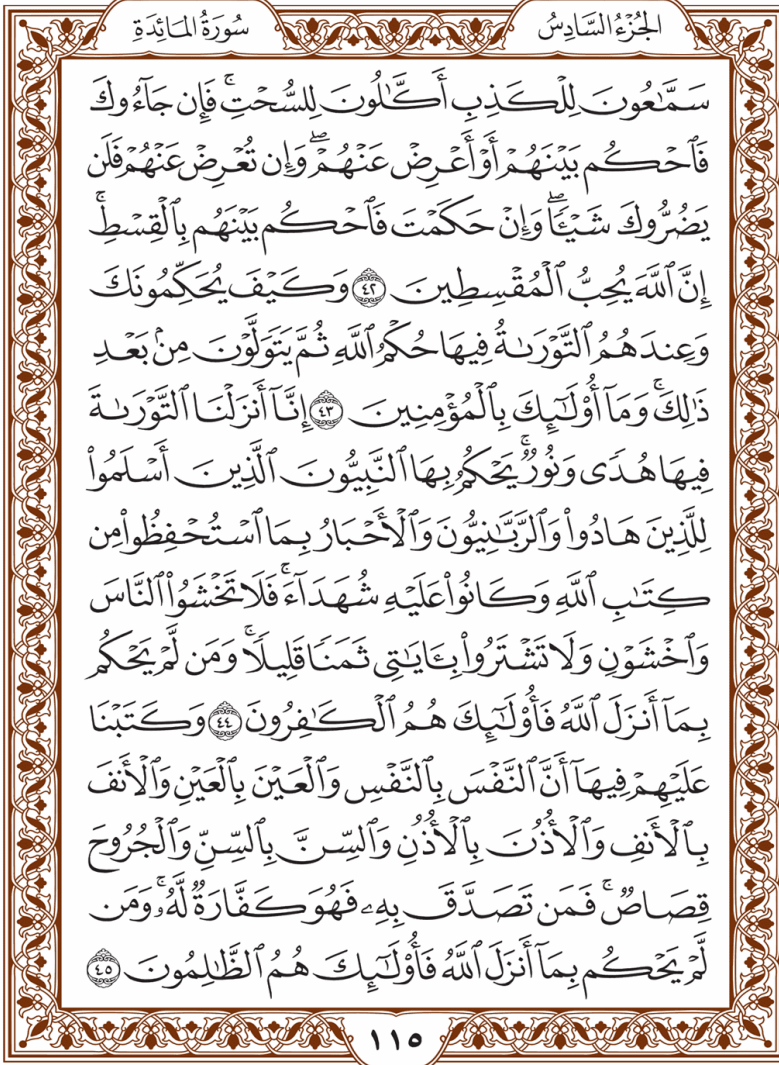 الجُزْءُ السَّادِسُ
سُورَةُ المَائِدَةِ
سَمَّٰعُونَ لِلۡكَذِبِ أَكَّٰلُونَ لِلسُّحۡتِۚ فَإِن جَآءُوكَ
فَٱحۡكُم بَيۡنَهُمۡ أَوۡ أَعۡرِضۡ عَنۡهُمۡۖ وَإِن تُعۡرِضۡ عَنۡهُمۡ فَلَن
يَضُرُّوكَ شَيۡـٔٗاۖ وَإِنۡ حَكَمۡتَ فَٱحۡكُم بَيۡنَهُم بِٱلۡقِسۡطِۚ
إِنَّ ٱللَّهَ يُحِبُّ ٱلۡمُقۡسِطِينَ ٤٢ وَكَيۡفَ يُحَكِّمُونَكَ
وَعِندَهُمُ ٱلتَّوۡرَىٰةُ فِيهَا حُكۡمُ ٱللَّهِ ثُمَّ يَتَوَلَّوۡنَ مِنۢ بَعۡدِ
ذَٰلِكَۚ وَمَآ أُوْلَٰٓئِكَ بِٱلۡمُؤۡمِنِينَ ٤٣ إِنَّآ أَنزَلۡنَا ٱلتَّوۡرَىٰةَ
فِيهَا هُدٗى وَنُورٞۚ يَحۡكُمُ بِهَا ٱلنَّبِيُّونَ ٱلَّذِينَ أَسۡلَمُواْ
لِلَّذِينَ هَادُواْ وَٱلرَّبَّٰنِيُّونَ وَٱلۡأَحۡبَارُ بِمَا ٱسۡتُحۡفِظُواْ مِن
كِتَٰبِ ٱللَّهِ وَكَانُواْ عَلَيۡهِ شُهَدَآءَۚ فَلَا تَخۡشَوُاْ ٱلنَّاسَ
وَٱخۡشَوۡنِ وَلَا تَشۡتَرُواْ بِـَٔايَٰتِي ثَمَنٗا قَلِيلٗاۚ وَمَن لَّمۡ يَحۡكُم
بِمَآ أَنزَلَ ٱللَّهُ فَأُوْلَٰٓئِكَ هُمُ ٱلۡكَٰفِرُونَ ٤٤ وَكَتَبۡنَا
عَلَيۡهِمۡ فِيهَآ أَنَّ ٱلنَّفۡسَ بِٱلنَّفۡسِ وَٱلۡعَيۡنَ بِٱلۡعَيۡنِ وَٱلۡأَنفَ
بِٱلۡأَنفِ وَٱلۡأُذُنَ بِٱلۡأُذُنِ وَٱلسِّنَّ بِٱلسِّنِّ وَٱلۡجُرُوحَ
قِصَاصٞۚ فَمَن تَصَدَّقَ بِهِۦ فَهُوَ كَفَّارَةٞ لَّهُۥۚ وَمَن
لَّمۡ يَحۡكُم بِمَآ أَنزَلَ ٱللَّهُ فَأُوْلَٰٓئِكَ هُمُ ٱلظَّٰلِمُونَ ٤٥
١١٥